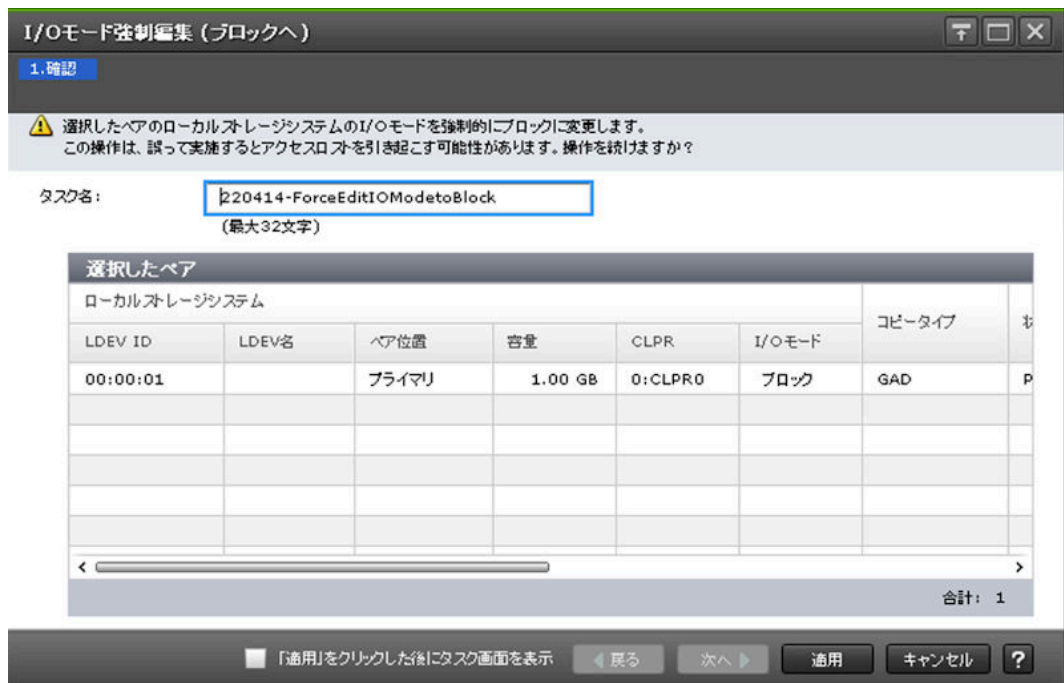 I/Oモード強制編集 (ブロックへ)
1.確認
選択したペアのローカルストレージシステムのI/Oモードを強制的にブロックに変更します。
この操作は、誤って実施するとアクセスロストを引き起こす可能性があります。操作を続けますか？
タスク名： 220414-ForceEditIOModetoBlock
(最大32文字)
選択したペア
ローカルストレージシステム コピータイプ
LDEV ID LDEV名 ペア位置 容量 CLPR I/Oモード
00:00:01 プライマリ 1.00 GB 0:CLPR0 ブロック GAD P
合計： 1
「適用」をクリックした後にタスク画面を表示 戻る 次へ 適用 キャンセル ?